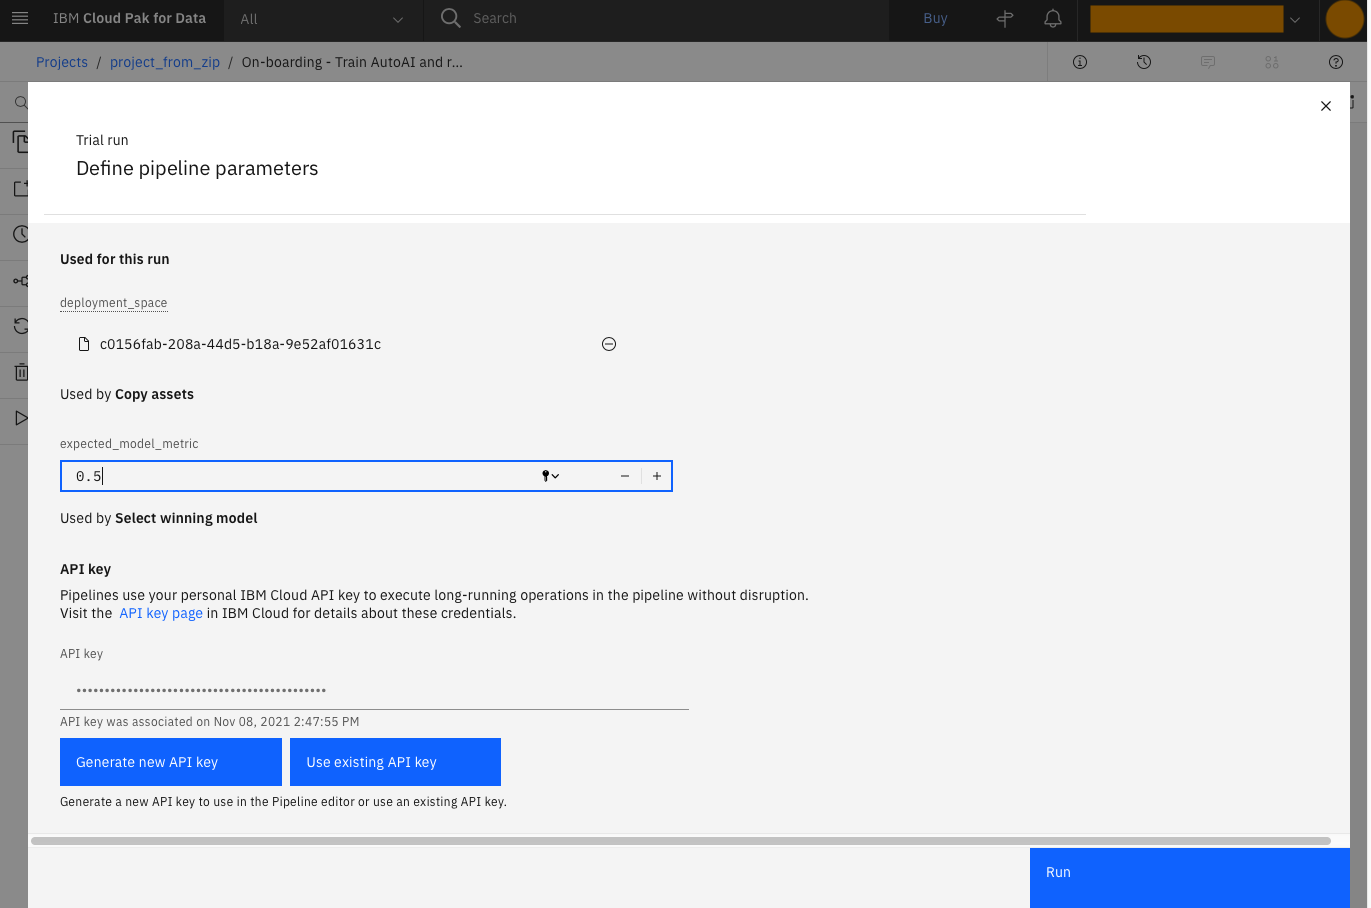 IBM Cloud Pak for Data
All
Search
Buy
Projects / project_from_zip / On-boarding - Train AutoAI and r...
Trial run
Define pipeline parameters
Used for this run
deployment_space
c0156fab-208a-44d5-b18a-9e52af01631c
Used by Copy assets
expected_model_metric
0.5
Used by Select winning model
API key
Pipelines use your personal IBM Cloud API key to execute long-running operations in the pipeline without disruption.
Visit the API key page in IBM Cloud for details about these credentials.
API key
••••••••••••••••••••••••••••••••••••••••••••
API key was associated on Nov 08, 2021 2:47:55 PM
Generate new API key
Use existing API key
Generate a new API key to use in the Pipeline editor or use an existing API key.
Run